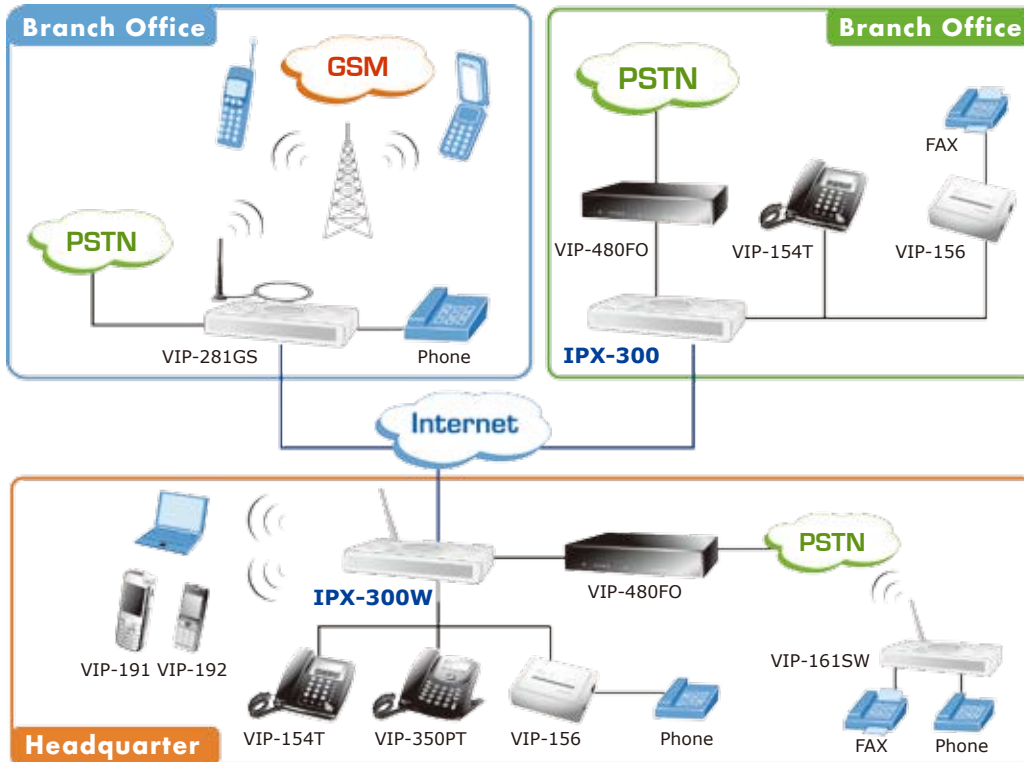 Branch Office
GSM
PSTN
VIP-281GS
Phone
Branch Office
PSTN
FAX
VIP-480FO
VIP-154T
VIP-156
IPX-300
Internet
PSTN
IPX-300W
VIP-480FO
VIP-191
VIP-192
VIP-161SW
VIP-154T
VIP-350PT
VIP-156
Phone
FAX
Phone
Headquarter